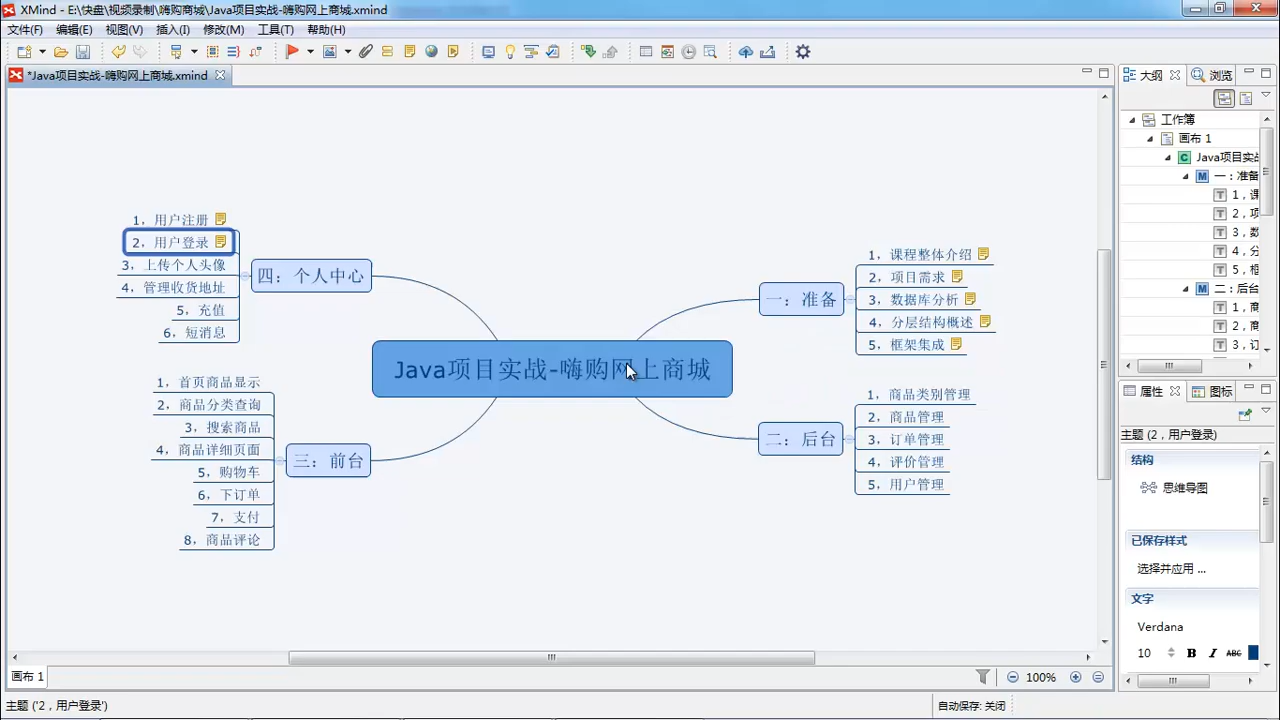 XMind - E:\快盘\视频录制\嗨购商城\Java项目实战-嗨购网上商城.xmind
文件(F) 编辑(E) 视图(V) 插入(I) 修改(M) 工具(T) 帮助(H)
*Java项目实战-嗨购网上商城.xmind
1，用户注册
2，用户登录
3，上传个人头像
4，管理收货地址
5，充值
6，短消息
四：个人中心
1，首页商品显示
2，商品分类查询
3，搜索商品
4，商品详细页面
5，购物车
6，下订单
7，支付
8，商品评论
三：前台
Java项目实战-嗨购网上商城
一：准备
1，课程整体介绍
2，项目需求
3，数据库分析
4，分层结构概述
5，框架集成
二：后台
1，商品类别管理
2，商品管理
3，订单管理
4，评价管理
5，用户管理
大纲 浏览
工作簿
画布 1
Java项目实
一：准备
1，课
2，项
3，数
4，分
5，框
二：后台
1，商
2，商
3，订
属性 图标
主题 (2，用户登录)
结构
思维导图
已保存样式
选择并应用 ...
文字
Verdana
10 B I ABC
画布 1
100%
主题 ('2，用户登录')
自动保存: 关闭